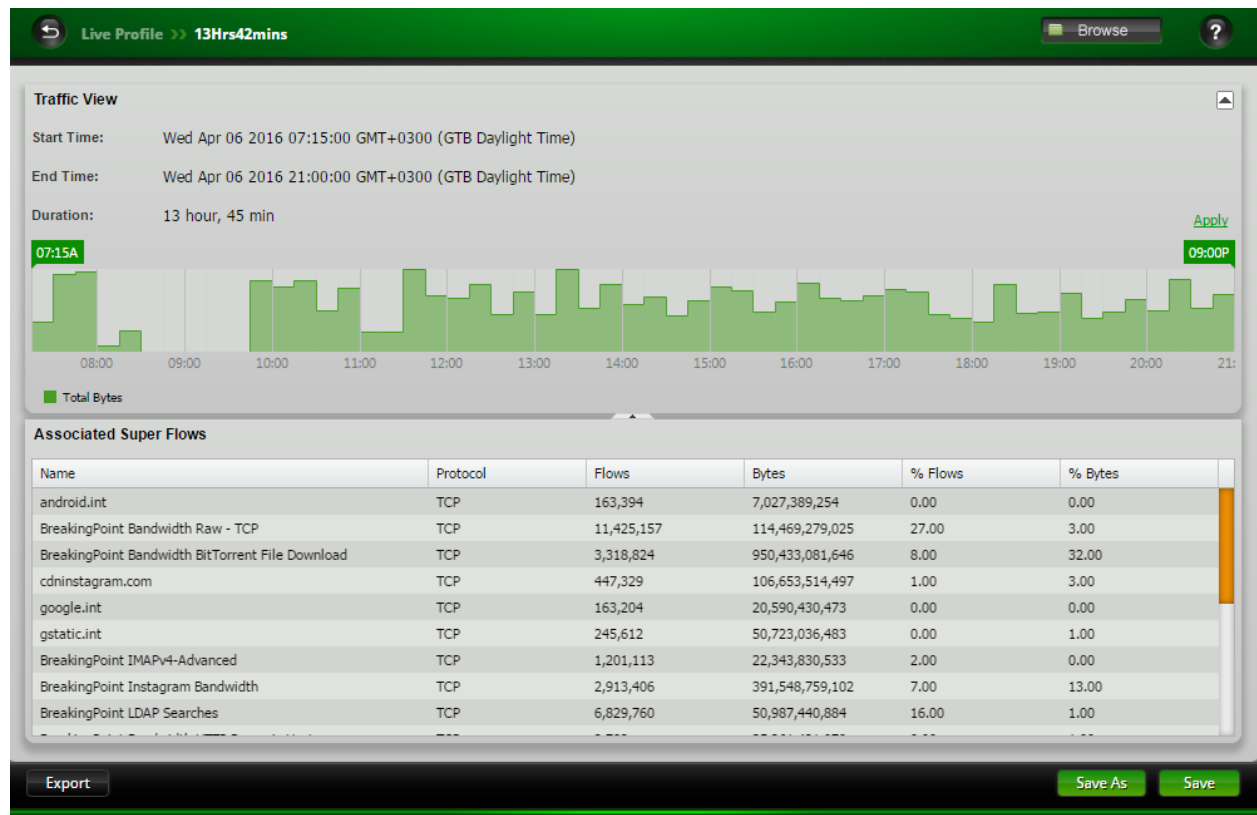 Live Profile >> 13Hrs42mins Browse ?
Traffic View
Start Time: Wed Apr 06 2016 07:15:00 GMT+0300 (GTB Daylight Time)
End Time: Wed Apr 06 2016 21:00:00 GMT+0300 (GTB Daylight Time)
Duration: 13 hour, 45 min
Apply
07:15A 09:00P
08:00 09:00 10:00 11:00 12:00 13:00 14:00 15:00 16:00 17:00 18:00 19:00 20:00 21:
Total Bytes
Associated Super Flows
Name Protocol Flows Bytes % Flows % Bytes
android.int TCP 163,394 7,027,389,254 0.00 0.00
BreakingPoint Bandwidth Raw - TCP TCP 11,425,157 114,469,279,025 27.00 3.00
BreakingPoint Bandwidth BitTorrent File Download TCP 3,318,824 950,433,081,646 8.00 32.00
cdninstagram.com TCP 447,329 106,653,514,497 1.00 3.00
google.int TCP 163,204 20,590,430,473 0.00 0.00
gstatic.int TCP 245,612 50,723,036,483 0.00 1.00
BreakingPoint IMAPv4-Advanced TCP 1,201,113 22,343,830,533 2.00 0.00
BreakingPoint Instagram Bandwidth TCP 2,913,406 391,548,759,102 7.00 13.00
BreakingPoint LDAP Searches TCP 6,829,760 50,987,440,884 16.00 1.00
Export Save As Save